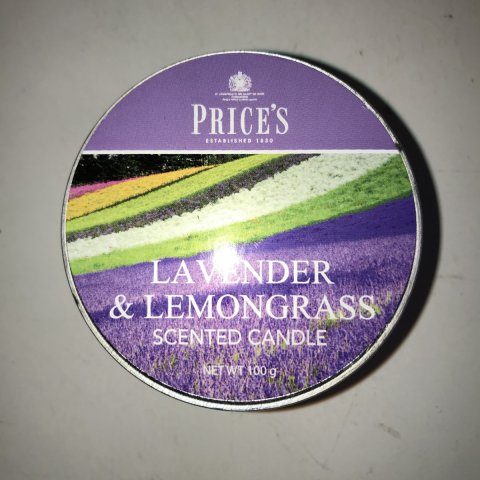 PRICE'S
ESTABLISHED 1830
LAVENDER
& LEMONGRASS
SCENTED CANDLE
NET WT 100 g